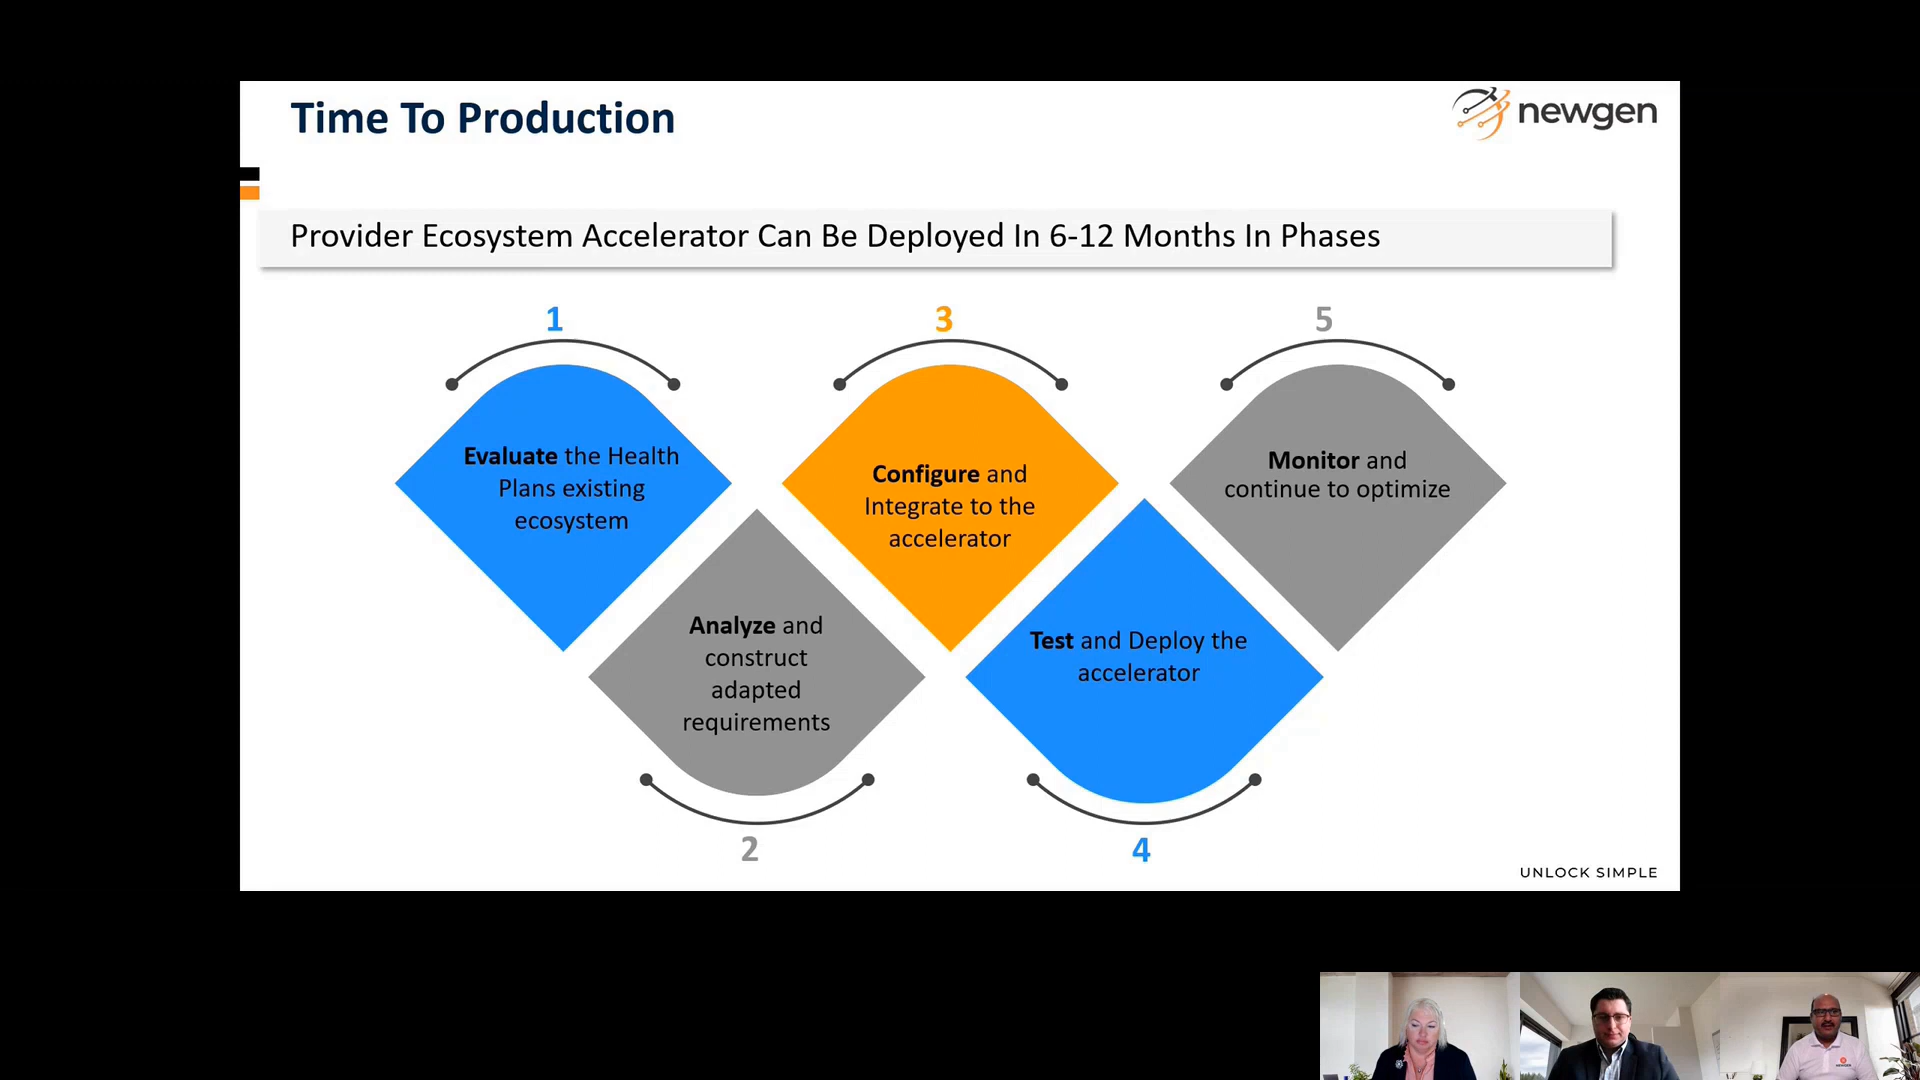 Time To Production
newgen
Provider Ecosystem Accelerator Can Be Deployed In 6-12 Months In Phases
1
Evaluate the Health
Plans existing
ecosystem
2
Analyze and
construct
adapted
requirements
3
Configure and
Integrate to the
accelerator
4
Test and Deploy the
accelerator
5
Monitor and
continue to optimize
UNLOCK SIMPLE